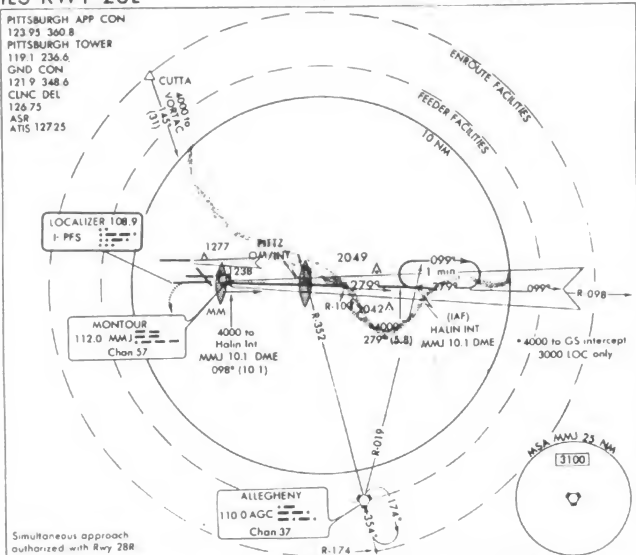 ILS RWY 28L
PITTSBURGH APP CON
123.95 360.8
PITTSBURGH TOWER
119.1 236.6
GND CON
121.9 348.6
CLNC DEL
126.75
ASR
ATIS 127.25
CUTTA
4000 to
VORTAC
145°
(31)
ENROUTE FACILITIES
FEEDER FACILITIES
10 NM
LOCALIZER 108.9
I-PFS
1277
PITTZ
OM/INT
2049
099°
1 min
238
279°
279°
099°
R-098
MM
2042
4000
279° (5.8)
(IAF)
HALIN INT
MMJ 10.1 DME
MONTOUR
112.0 MMJ
Chan 57
4000 to
Halin Int
MMJ 10.1 DME
098° (10.1)
R-352
R-019
* 4000 to GS intercept
3000 LOC only
MSA MMJ 25 NM
3100
ALLEGHENY
110.0 AGC
Chan 37
174°
354°
R-174
Simultaneous approach
authorized with Rwy 28R